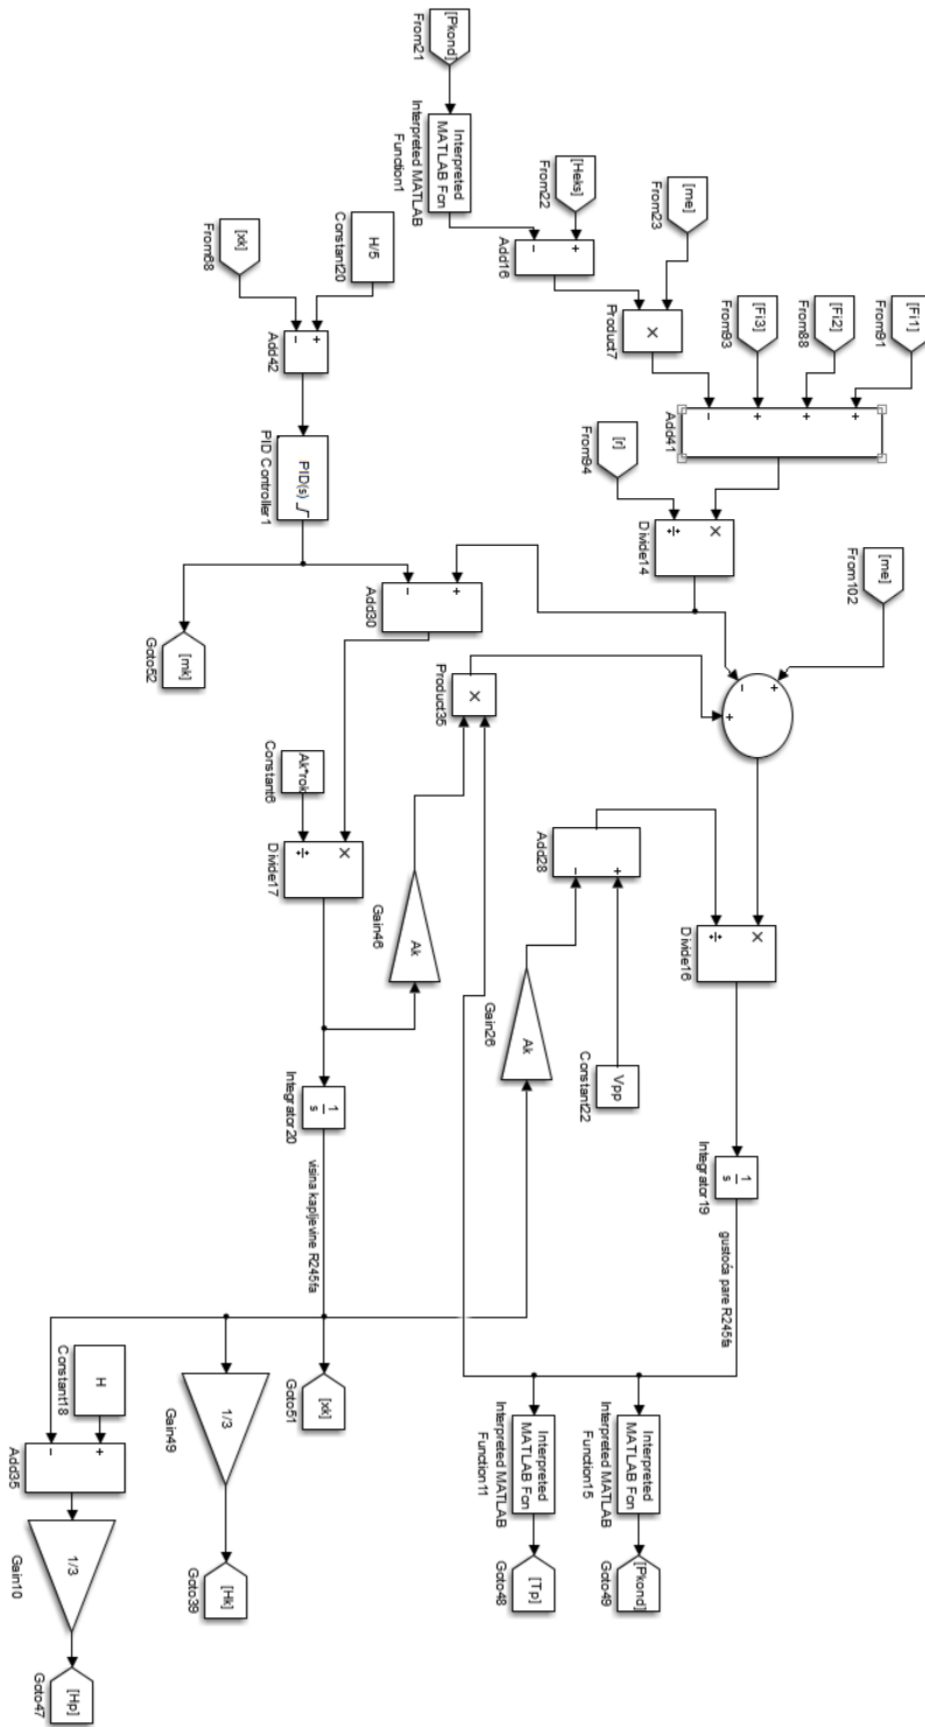 [Fi1]
From91
[Fi2]
From88
[Fi3]
From93
+
+
+
−
Add41
[me]
From102
[me]
From23
×
Product7
[Heks]
From22
+
−
Add16
[Pkond]
From21
Interpreted
MATLAB Fcn
Interpreted MATLAB
Function1
[r]
From94
×
÷
Divide14
+
−
+
×
÷
Divide16
1
s
Integrator19
gustoća pare R245fa
Interpreted
MATLAB Fcn
Interpreted MATLAB
Function15
[Pkond]
Goto49
Interpreted
MATLAB Fcn
Interpreted MATLAB
Function11
[Tp]
Goto48
Vpp
Constant22
+
−
Add28
Ak
Gain26
×
Product35
Ak
Gain46
H/5
Constant20
[xk]
From68
+
−
Add42
PID(s)
PID Controller1
+
−
Add30
[mk]
Goto52
Ak*rok
Constant6
×
÷
Divide17
1
s
Integrator20
visina kapljevine R245fa
[xk]
Goto51
1/3
Gain49
[Hk]
Goto39
H
Constant18
+
−
Add35
1/3
Gain10
[Hp]
Goto47